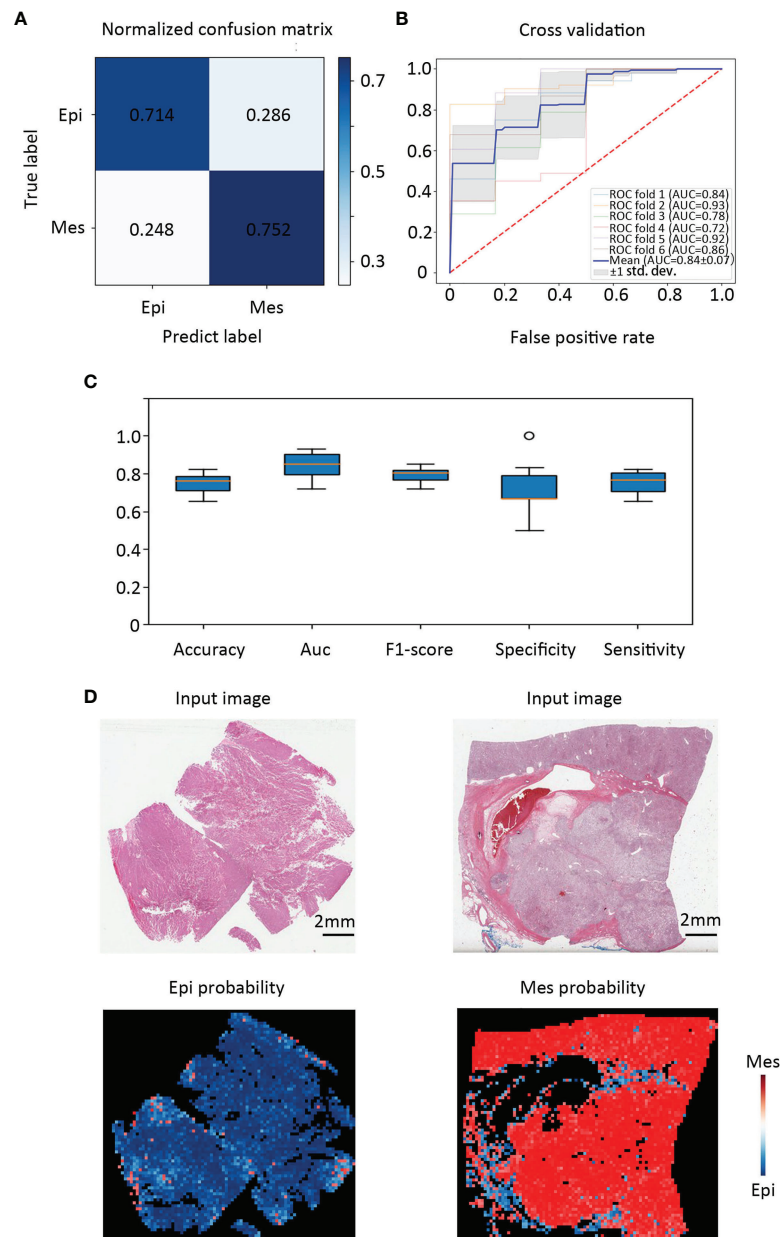 A
Normalized confusion matrix
Epi
Mes
True label
0.714
0.286
0.248
0.752
Epi
Mes
Predict label
0.7
0.5
0.3
B
Cross validation
1.0
0.8
0.6
0.4
0.2
0
ROC fold 1 (AUC=0.84)
ROC fold 2 (AUC=0.93)
ROC fold 3 (AUC=0.78)
ROC fold 4 (AUC=0.72)
ROC fold 5 (AUC=0.92)
ROC fold 6 (AUC=0.86)
Mean (AUC=0.84±0.07)
±1 std. dev.
0
0.2
0.4
0.6
0.8
1.0
False positive rate
C
1.0
0.8
0.6
0.4
0.2
0
Accuracy
Auc
F1-score
Specificity
Sensitivity
D
Input image
Input image
2mm
2mm
Epi probability
Mes probability
Mes
Epi